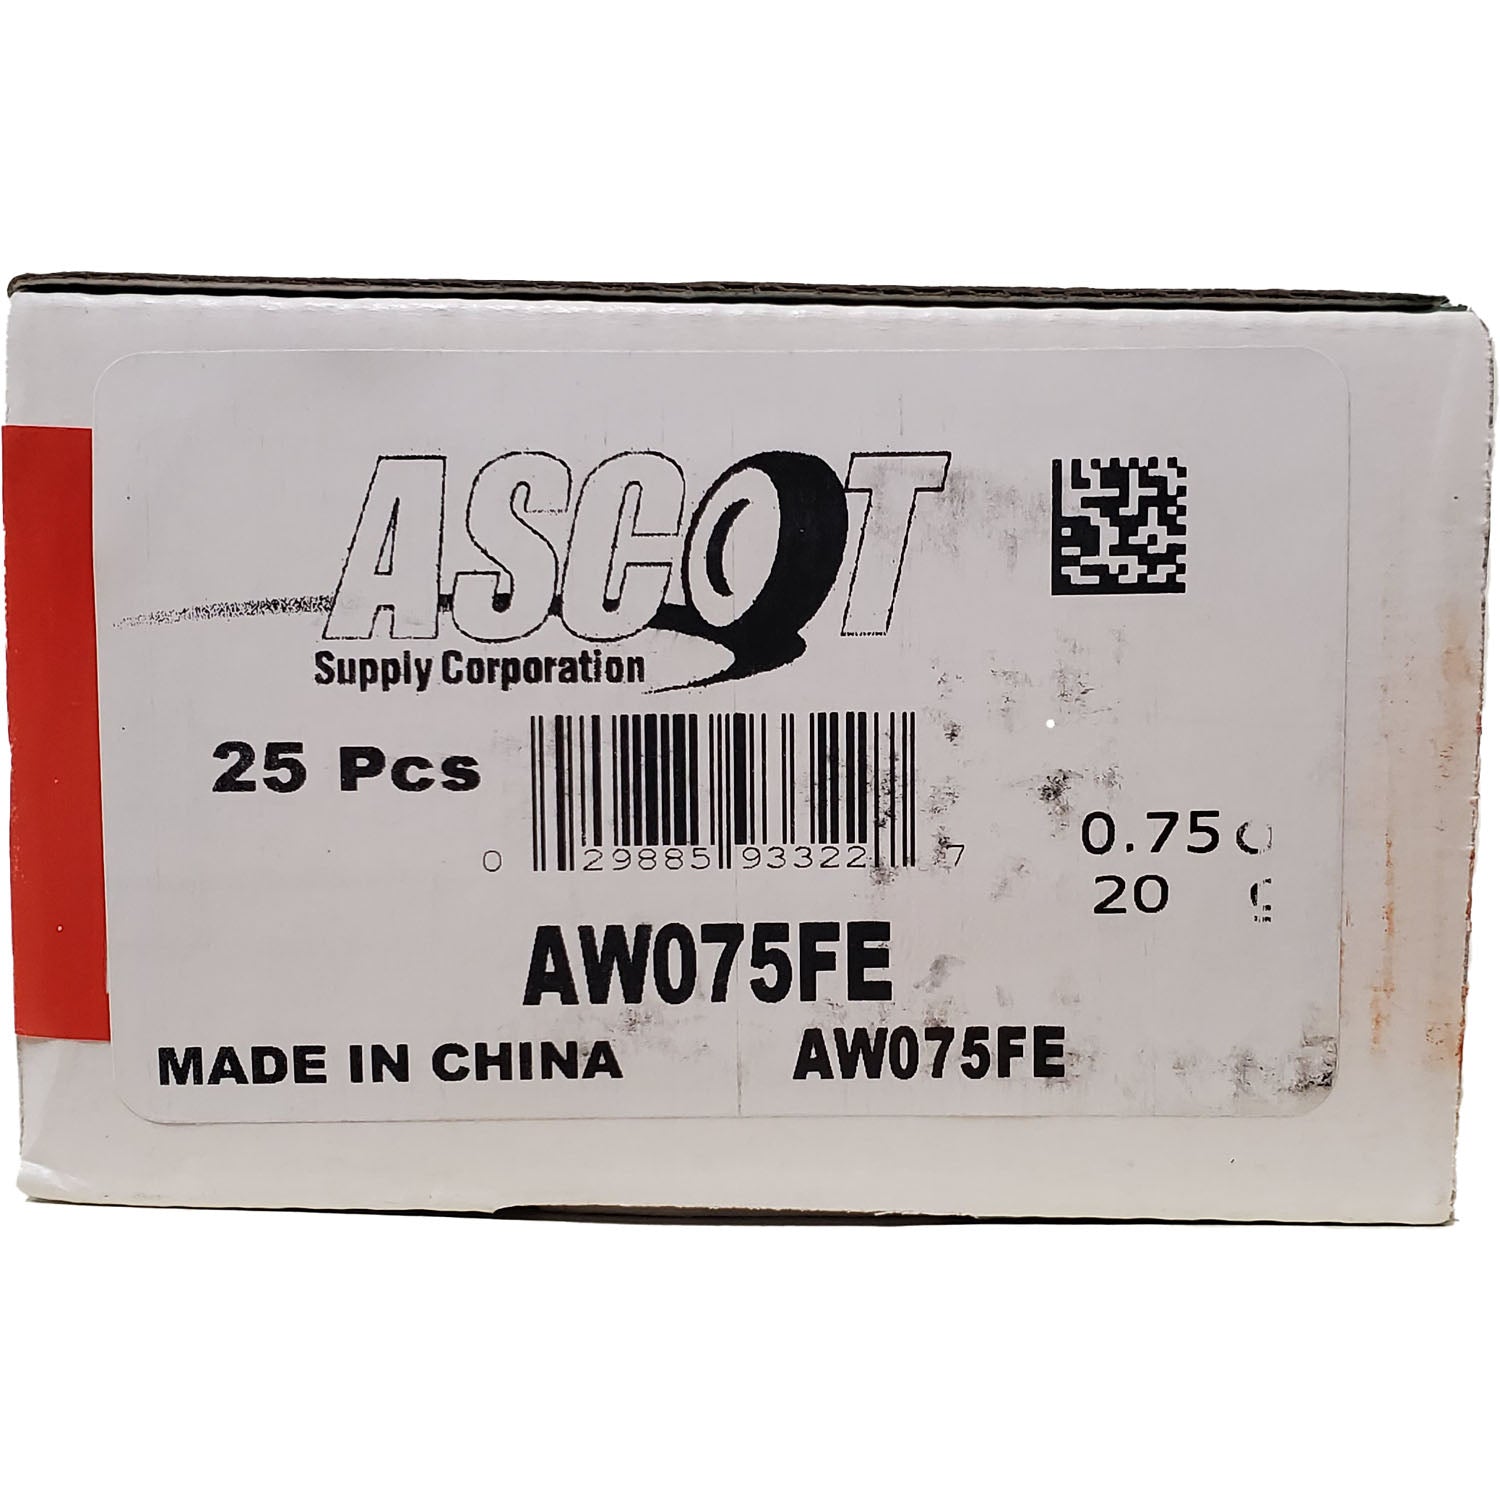 ASCOT
Supply Corporation
25 Pcs
0 29885 93322 7
0.75
20
AW075FE
MADE IN CHINA
AW075FE